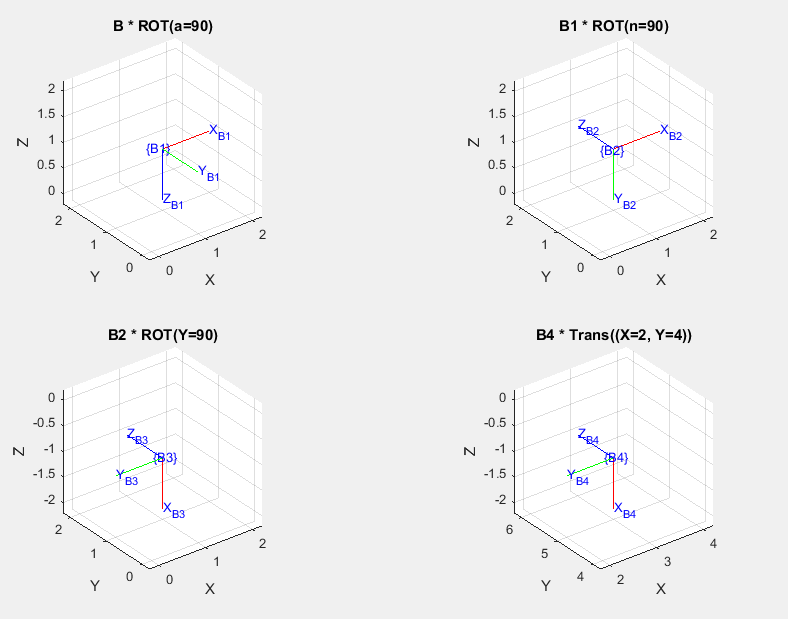 B * ROT(a=90)
2
1.5
1
0.5
0
Z
2
1
0
Y
0
1
2
X
{B1}
X_B1
Y_B1
Z_B1
B1 * ROT(n=90)
2
1.5
1
0.5
0
Z
2
1
0
Y
0
1
2
X
{B2}
X_B2
Y_B2
Z_B2
B2 * ROT(Y=90)
0
-0.5
-1
-1.5
-2
Z
2
1
0
Y
0
1
2
X
{B3}
X_B3
Y_B3
Z_B3
B4 * Trans((X=2, Y=4))
0
-0.5
-1
-1.5
-2
Z
6
5
4
Y
2
3
4
X
{B4}
X_B4
Y_B4
Z_B4